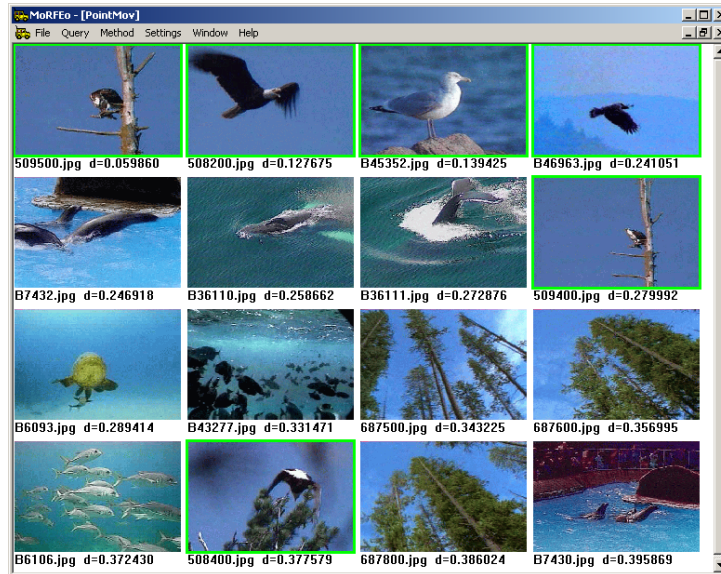 MoRFEo - [PointMov]
File Query Method Settings Window Help
509500.jpg d=0.059860 508200.jpg d=0.127675 B45352.jpg d=0.139425 B46963.jpg d=0.241051
B7432.jpg d=0.246918 B36110.jpg d=0.258662 B36111.jpg d=0.272876 509400.jpg d=0.279992
B6093.jpg d=0.289414 B43277.jpg d=0.331471 687500.jpg d=0.343225 687600.jpg d=0.356995
B6106.jpg d=0.372430 508400.jpg d=0.377579 687800.jpg d=0.386024 B7430.jpg d=0.395869